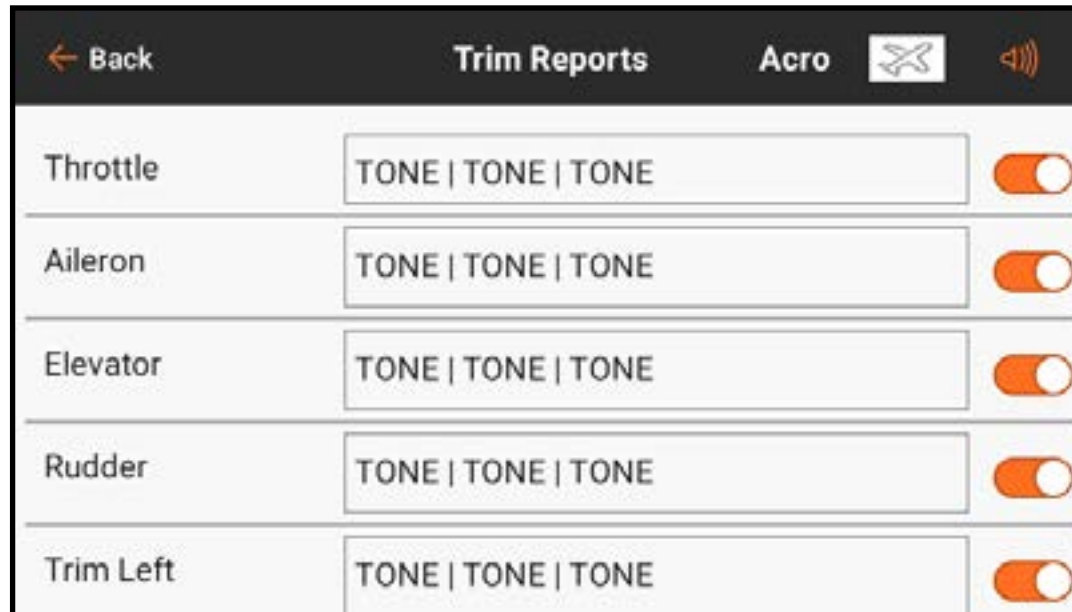 Back Trim Reports Acro
Throttle TONE | TONE | TONE
Aileron TONE | TONE | TONE
Elevator TONE | TONE | TONE
Rudder TONE | TONE | TONE
Trim Left TONE | TONE | TONE